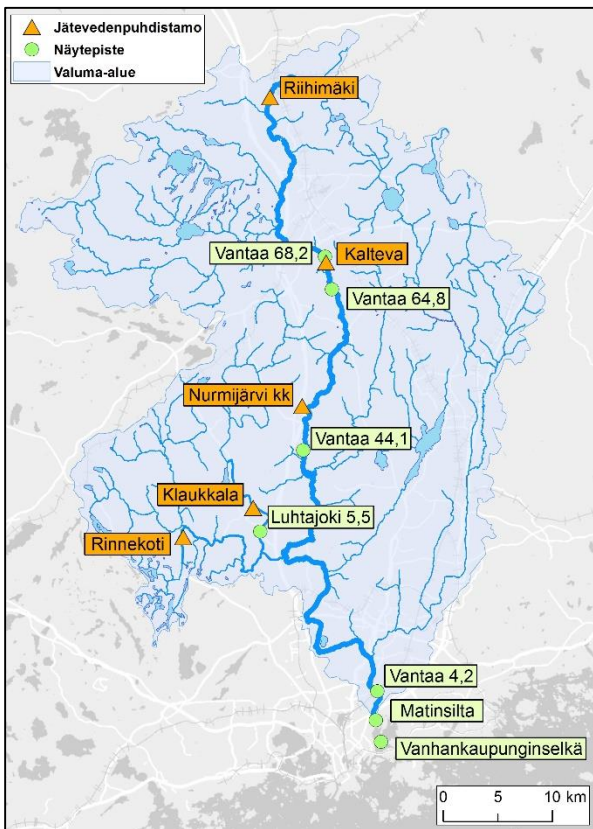 Jätevedenpuhdistamo
Näytepiste
Valuma-alue
Riihimäki
Vantaa 68,2
Kalteva
Vantaa 64,8
Nurmijärvi kk
Vantaa 44,1
Klaukkala
Luhtajoki 5,5
Rinnekoti
Vantaa 4,2
Matinsilta
Vanhankaupunginselkä
0 5 10 km